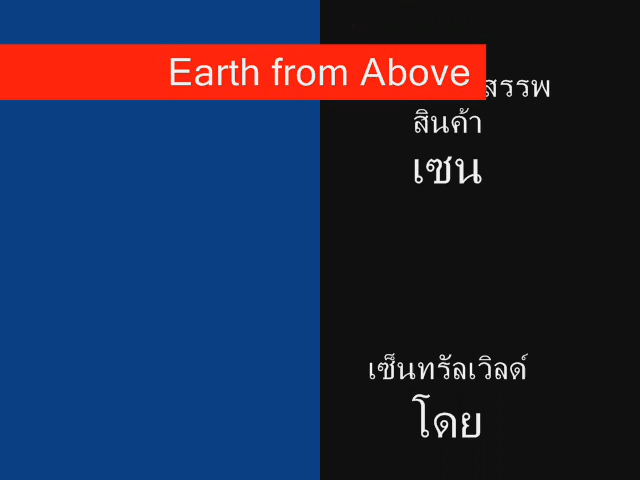 Earth from Above
สรรพ
สินค้า
เซน
เซ็นทรัลเวิลด์
โดย